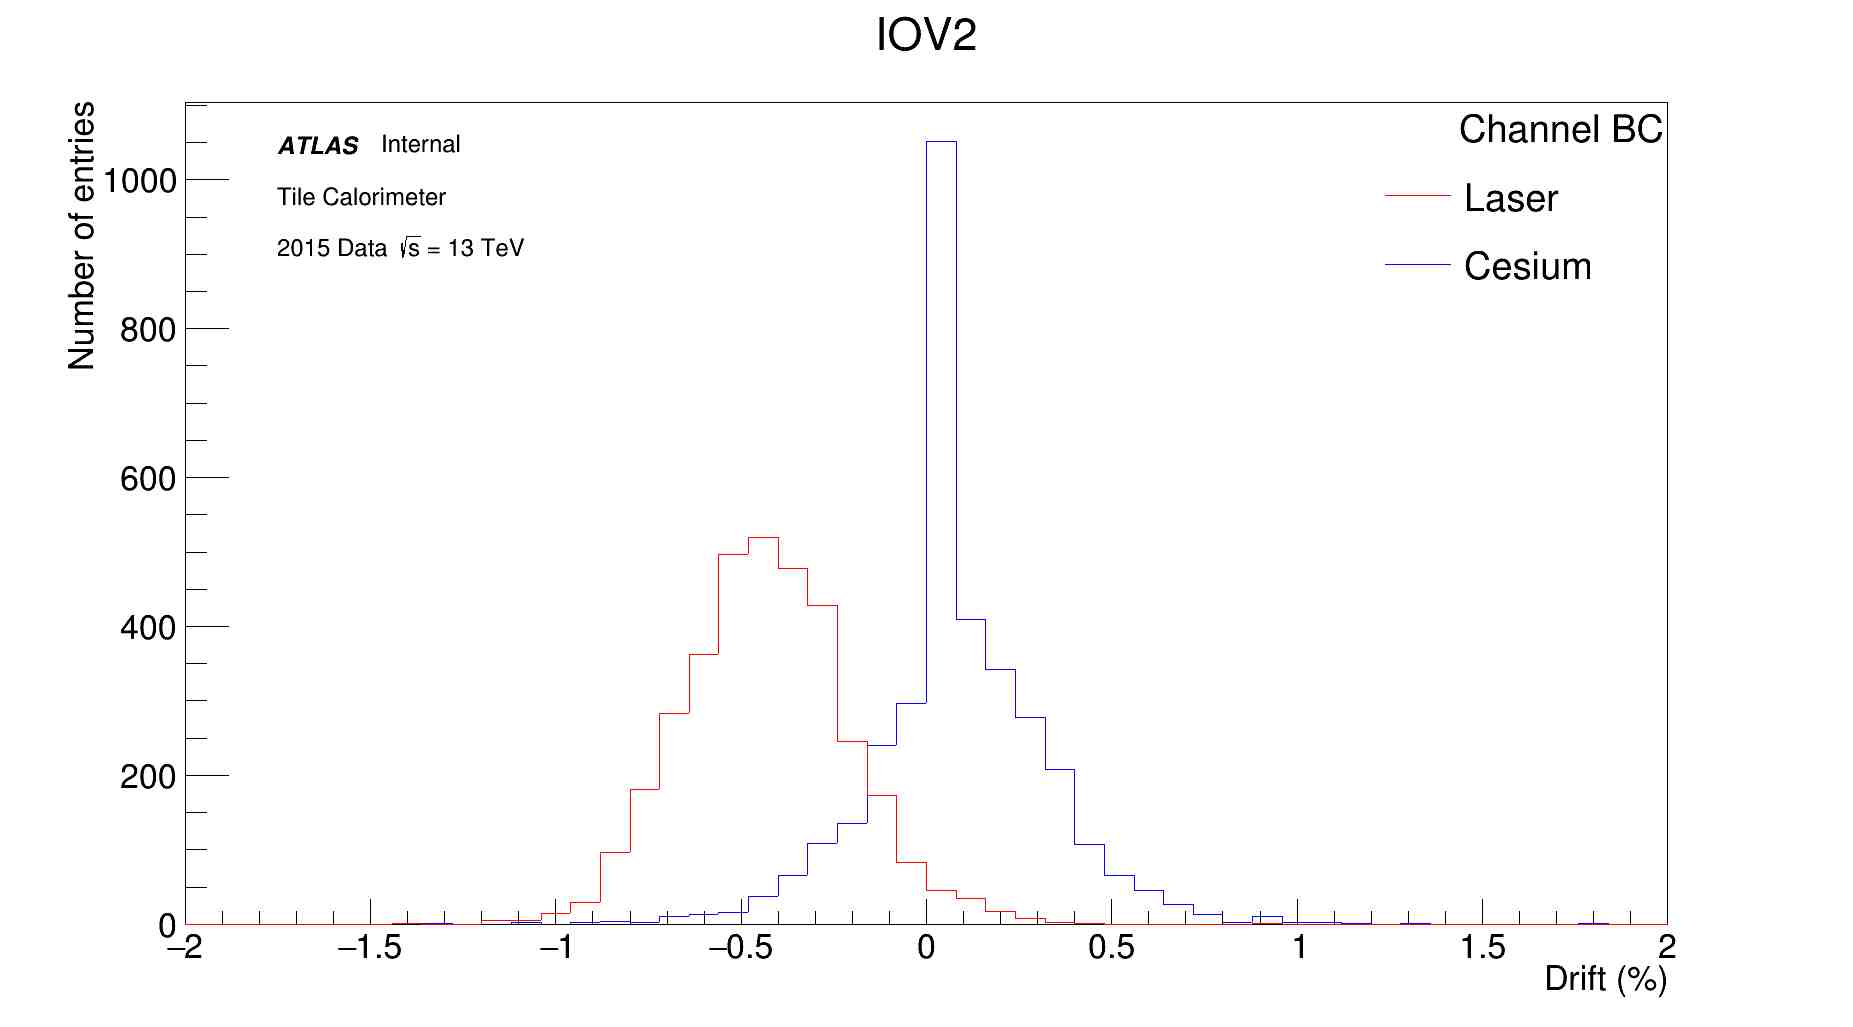 IOV2
Number of entries
ATLAS Internal
Tile Calorimeter
2015 Data √s = 13 TeV
Channel BC
Laser
Cesium
1000
800
600
400
200
0
−2 −1.5 −1 −0.5 0 0.5 1 1.5 2
Drift (%)